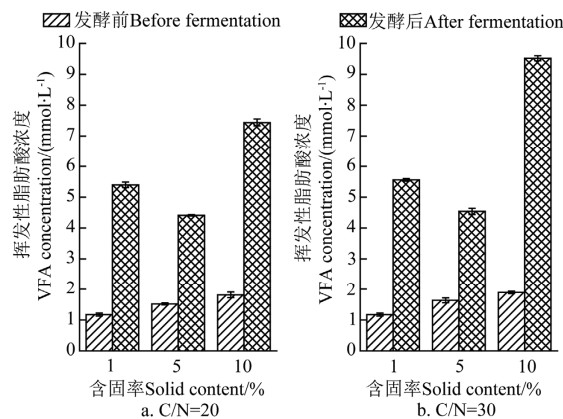 发酵前Before fermentation
发酵后After fermentation
挥发性脂肪酸浓度
VFA concentration/(mmol·L⁻¹)
10
9
8
7
6
5
4
3
2
1
0
1
5
10
含固率Solid content/%
a. C/N=20
挥发性脂肪酸浓度
VFA concentration/(mmol·L⁻¹)
10
9
8
7
6
5
4
3
2
1
0
1
5
10
含固率Solid content/%
b. C/N=30